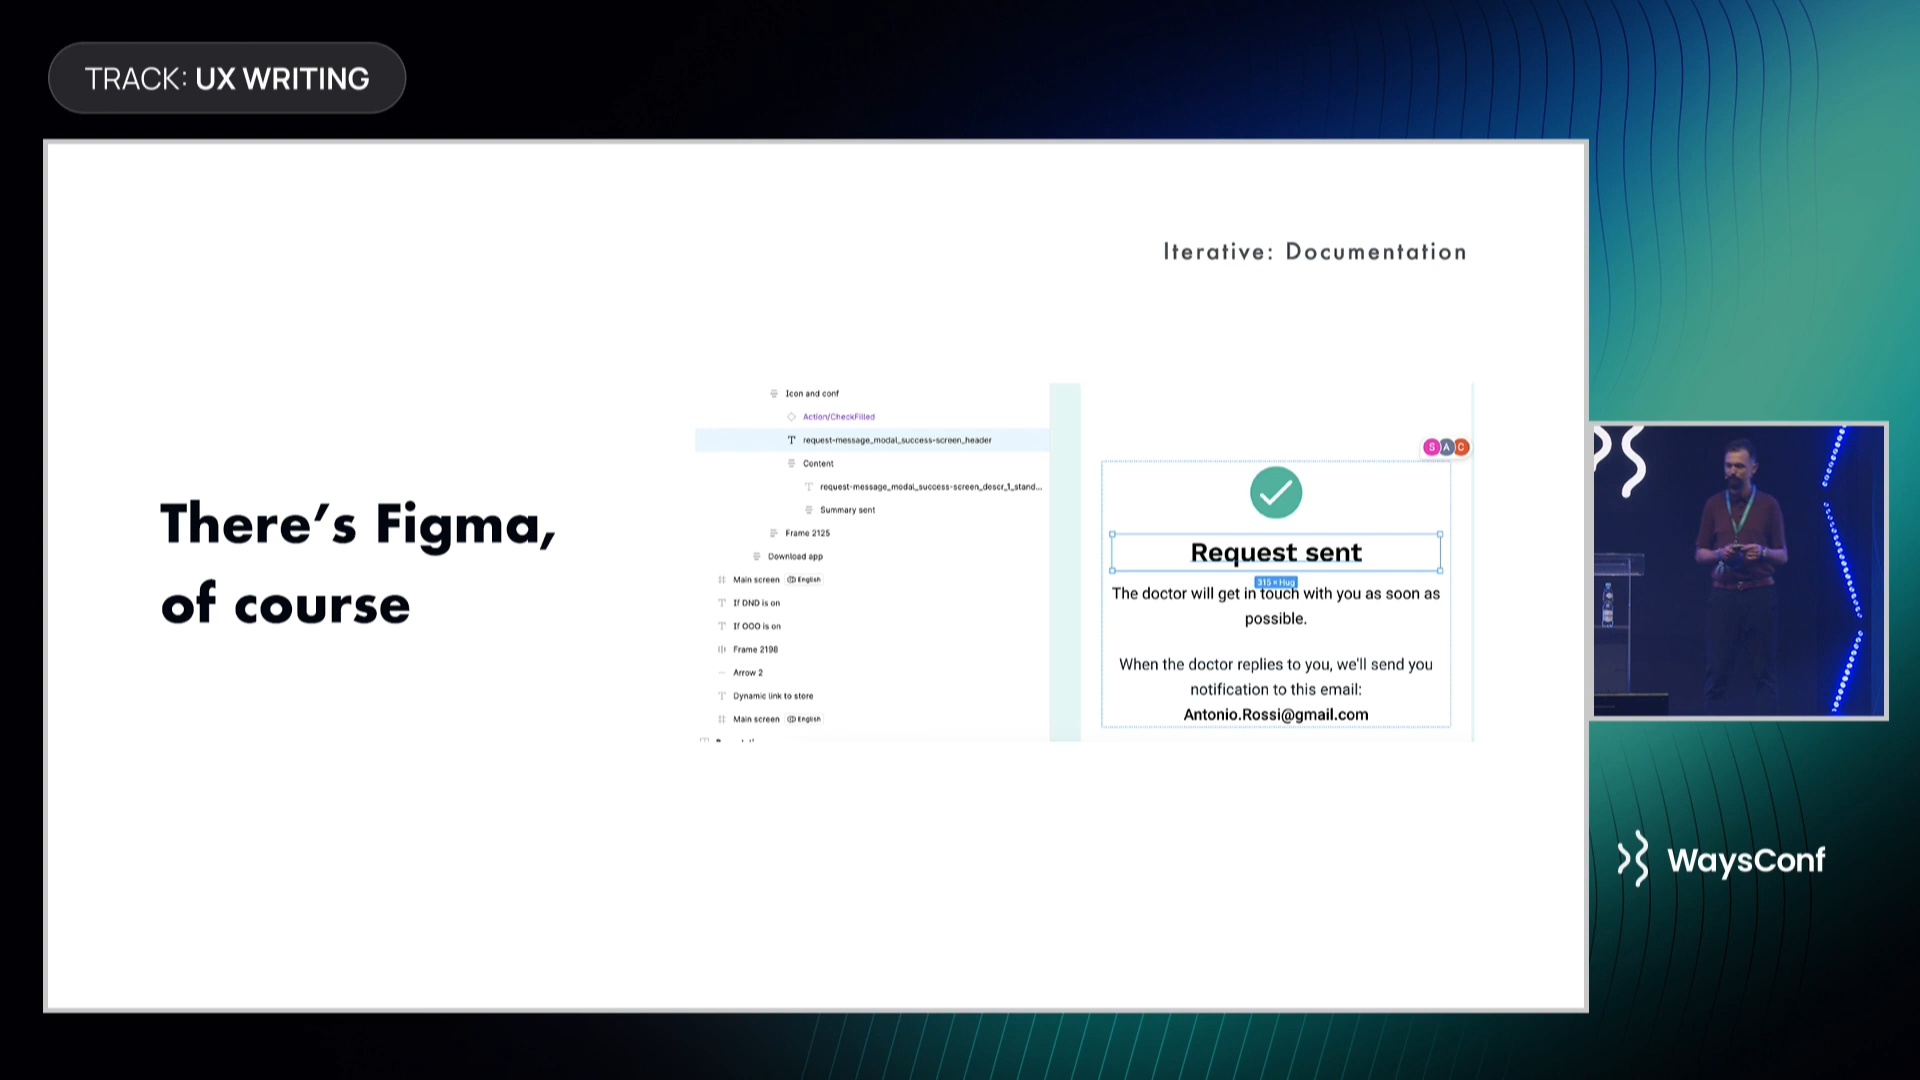 TRACK: UX WRITING
Iterative: Documentation
There’s Figma,
of course
Icon and conf
Action/CheckFilled
request-message_modal_success-screen_header
Content
request-message_modal_success-screen_descr_1_stand...
Summary sent
Frame 2125
Download app
Main screen English
If DND is on
If OOO is on
Frame 2198
Arrow 2
Dynamic link to store
Main screen English
S A C
Request sent
315 × Hug
The doctor will get in touch with you as soon as
possible.
When the doctor replies to you, we'll send you
notification to this email:
Antonio.Rossi@gmail.com
WaysConf